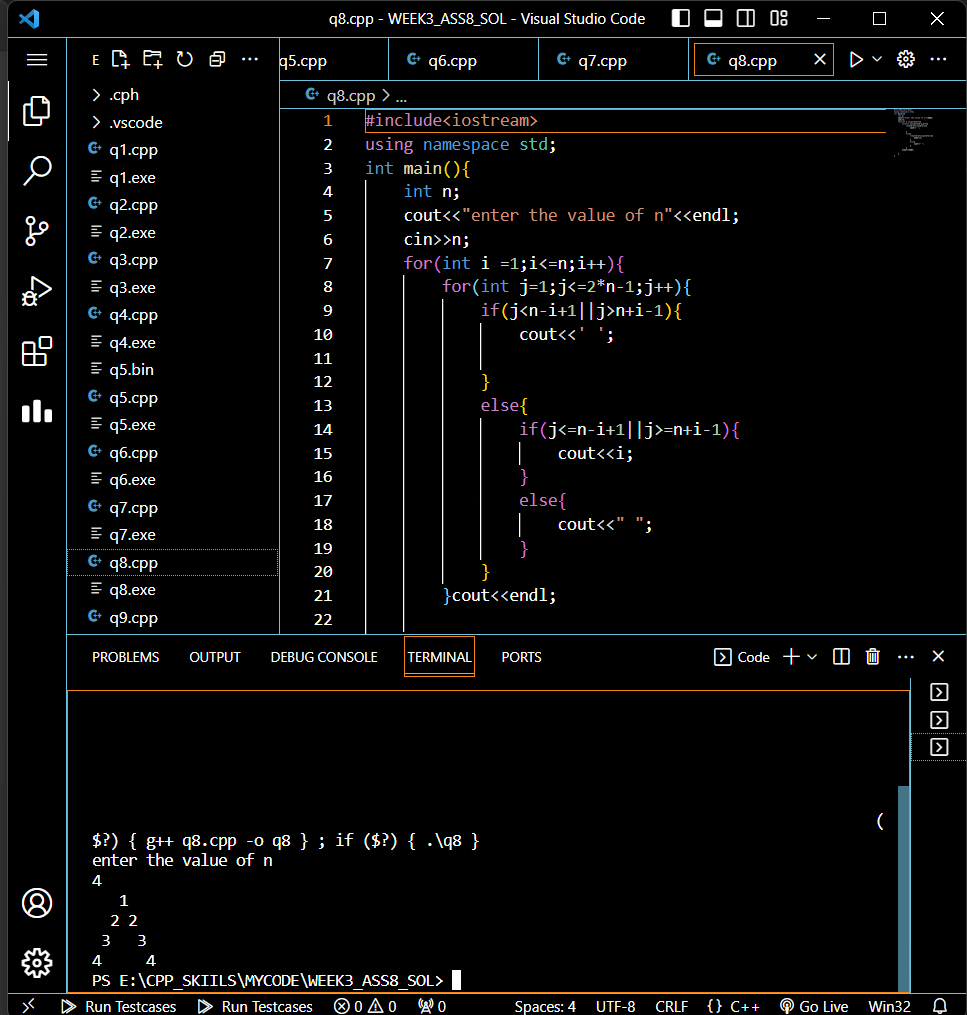 q8.cpp - WEEK3_ASS8_SOL - Visual Studio Code
E
q5.cpp
q6.cpp
q7.cpp
q8.cpp
.cph
.vscode
q1.cpp
q1.exe
q2.cpp
q2.exe
q3.cpp
q3.exe
q4.cpp
q4.exe
q5.bin
q5.cpp
q5.exe
q6.cpp
q6.exe
q7.cpp
q7.exe
q8.cpp
q8.exe
q9.cpp
q8.cpp > ...
1 #include<iostream>
2 using namespace std;
3 int main(){
4 int n;
5 cout<<"enter the value of n"<<endl;
6 cin>>n;
7 for(int i =1;i<=n;i++){
8 for(int j=1;j<=2*n-1;j++){
9 if(j<n-i+1||j>n+i-1){
10 cout<<' ';
11
12 }
13 else{
14 if(j<=n-i+1||j>=n+i-1){
15 cout<<i;
16 }
17 else{
18 cout<<" ";
19 }
20 }
21 }cout<<endl;
22
PROBLEMS OUTPUT DEBUG CONSOLE TERMINAL PORTS Code
(
$?) { g++ q8.cpp -o q8 } ; if ($?) { .\q8 }
enter the value of n
4
   1
  2 2
 3   3
4     4
PS E:\CPP_SKIILS\MYCODE\WEEK3_ASS8_SOL>
Run Testcases Run Testcases 0 0 0 Spaces: 4 UTF-8 CRLF {} C++ Go Live Win32